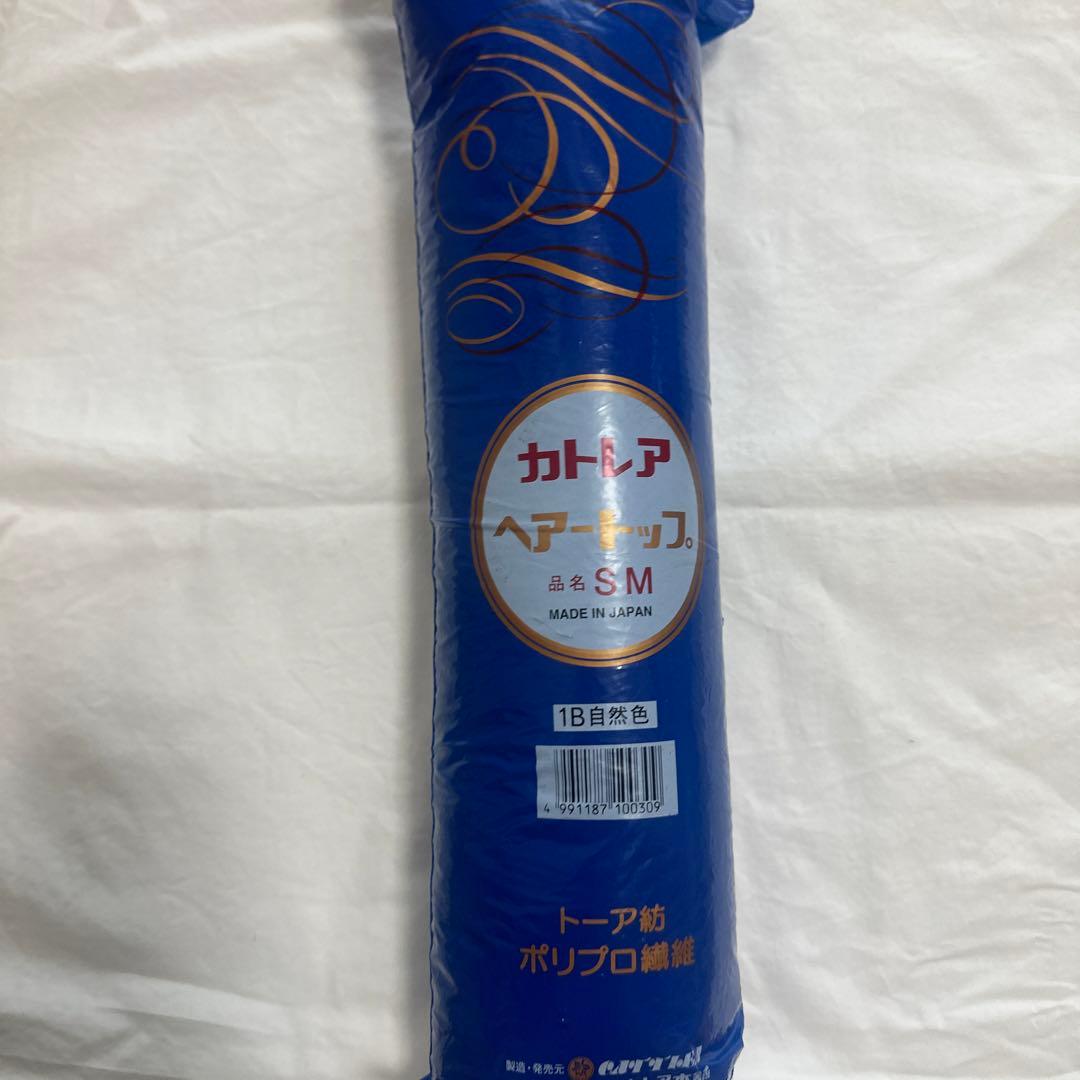 カトレア
ヘアートップ。
品名 SM
MADE IN JAPAN
1B自然色
4 991187 100309
トーア紡
ポリプロ繊維
製造・発売元